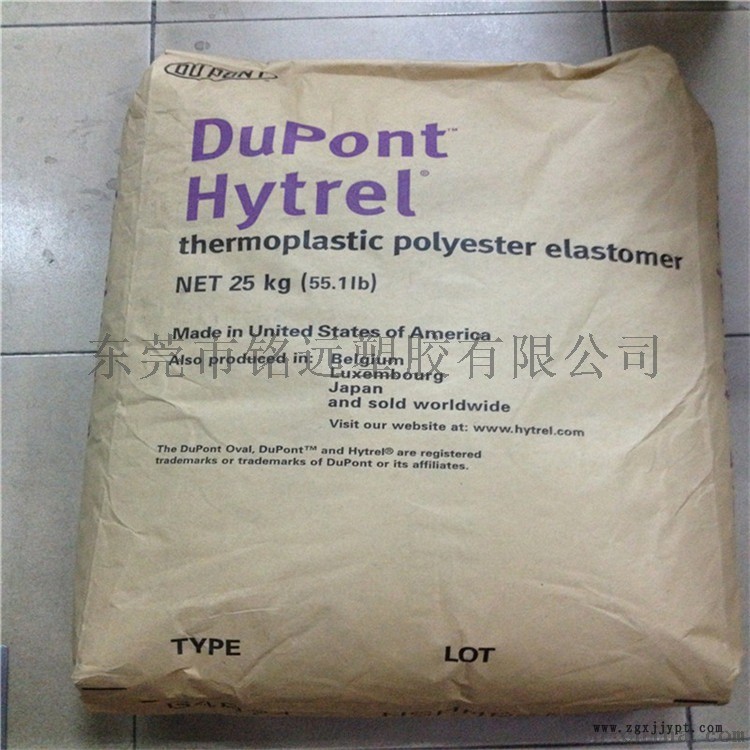 DUPONT
DuPont™
Hytrel®
thermoplastic polyester elastomer
NET 25 kg (55.1lb)
Made in United States of America
东莞市铭远塑胶有限公司
Also produced in: Belgium
Luxembourg
Japan
and sold worldwide
Visit our website at: www.hytrel.com
The DuPont Oval, DuPont™ and Hytrel® are registered
trademarks or trademarks of DuPont or its affiliates.
TYPE LOT
www.zgxjjypt.com